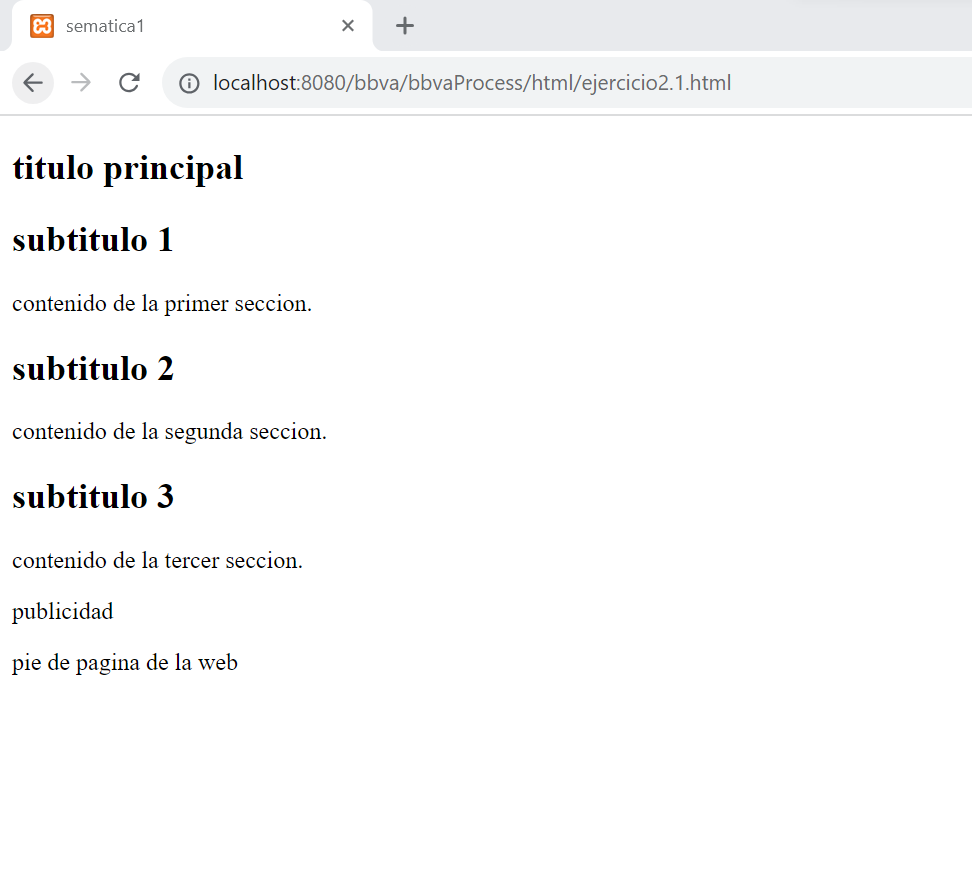 sematica1
localhost:8080/bbva/bbvaProcess/html/ejercicio2.1.html
titulo principal
subtitulo 1
contenido de la primer seccion.
subtitulo 2
contenido de la segunda seccion.
subtitulo 3
contenido de la tercer seccion.
publicidad
pie de pagina de la web